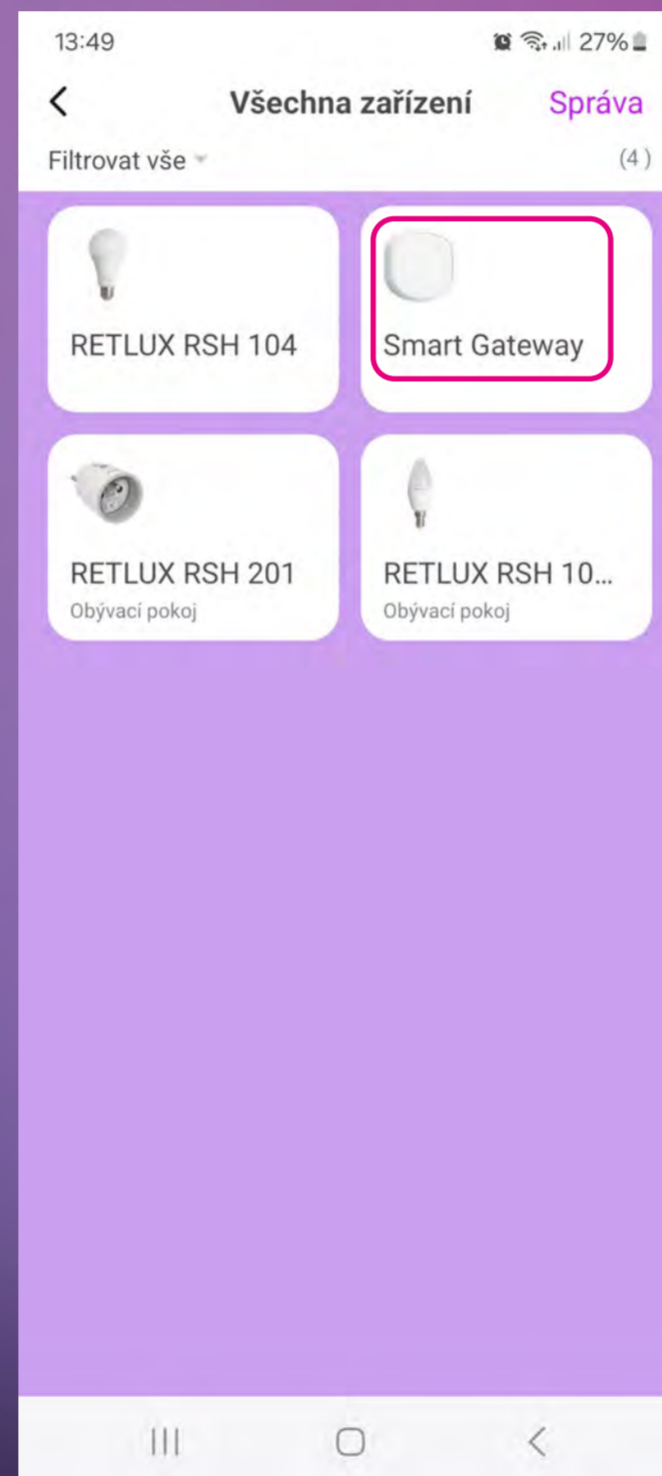 13:49 27%
Všechna zařízení Správa
Filtrovat vše (4)
RETLUX RSH 104 Smart Gateway
RETLUX RSH 201 RETLUX RSH 10...
Obývací pokoj Obývací pokoj